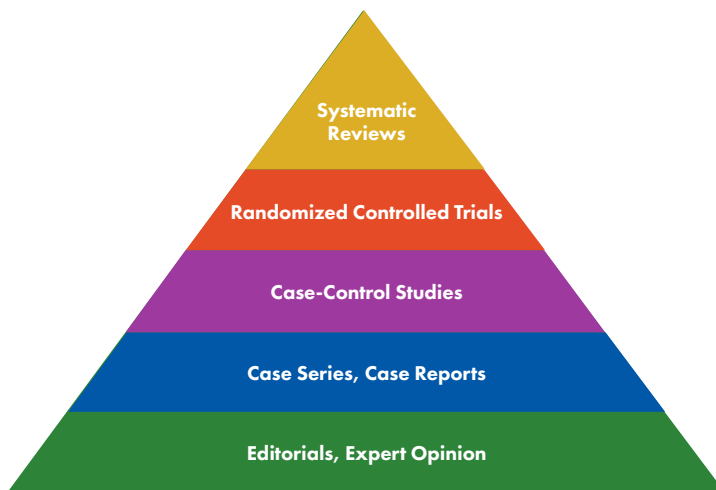 Systematic
Reviews
Randomized Controlled Trials
Case-Control Studies
Case Series, Case Reports
Editorials, Expert Opinion